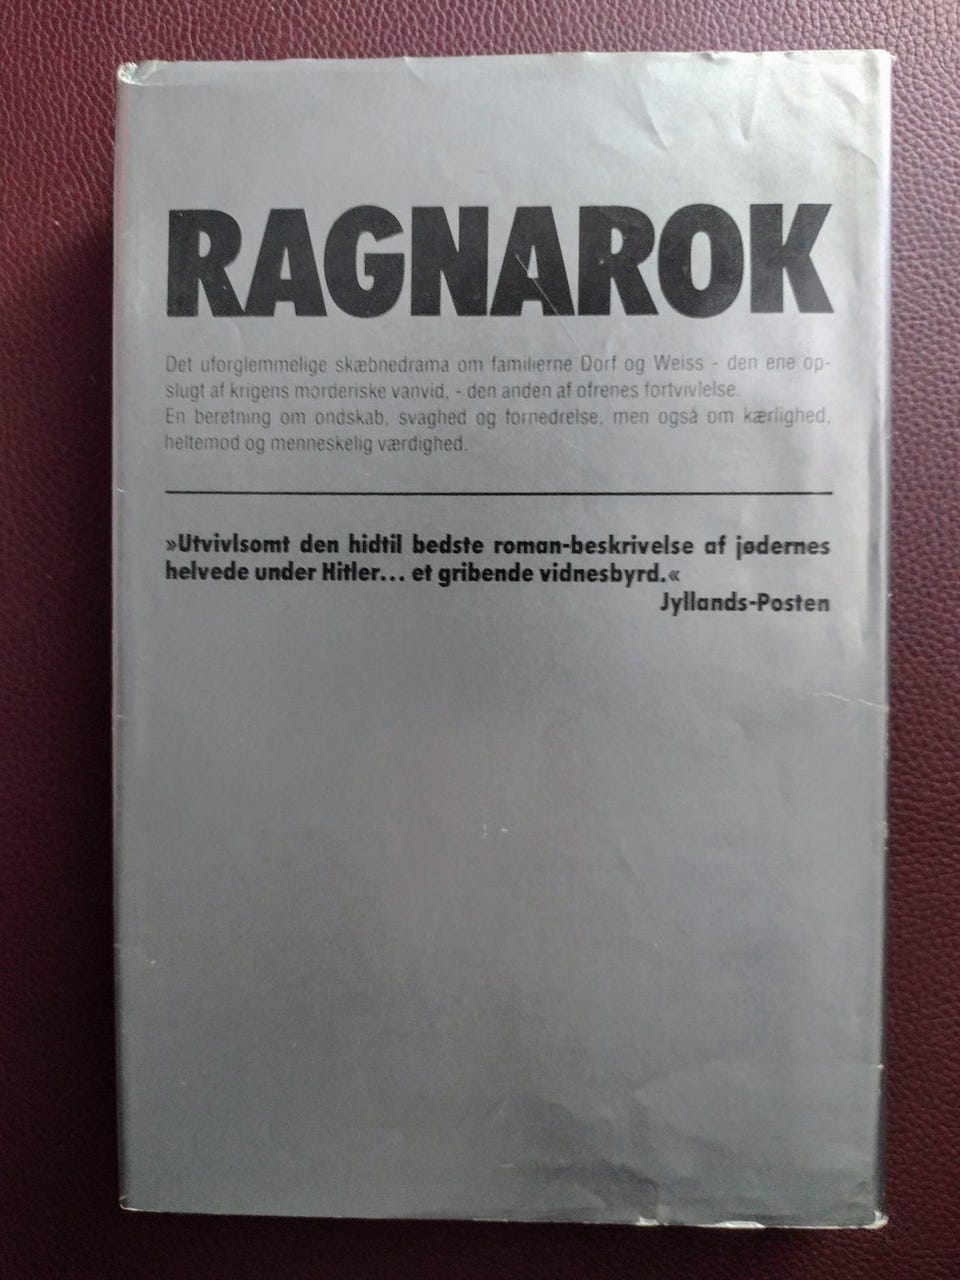 RAGNAROK
Det uforglemmelige skæbnedrama om familierne Dorf og Weiss - den ene op-
slugt af krigens morderiske vanvid, - den anden af ofrenes fortvivlelse.
En beretning om ondskab, svaghed og fornedrelse, men også om kærlighed,
heltemod og menneskelig værdighed.
»Utvivlsomt den hidtil bedste roman-beskrivelse af jødernes
helvede under Hitler... et gribende vidnesbyrd.«
Jyllands-Posten